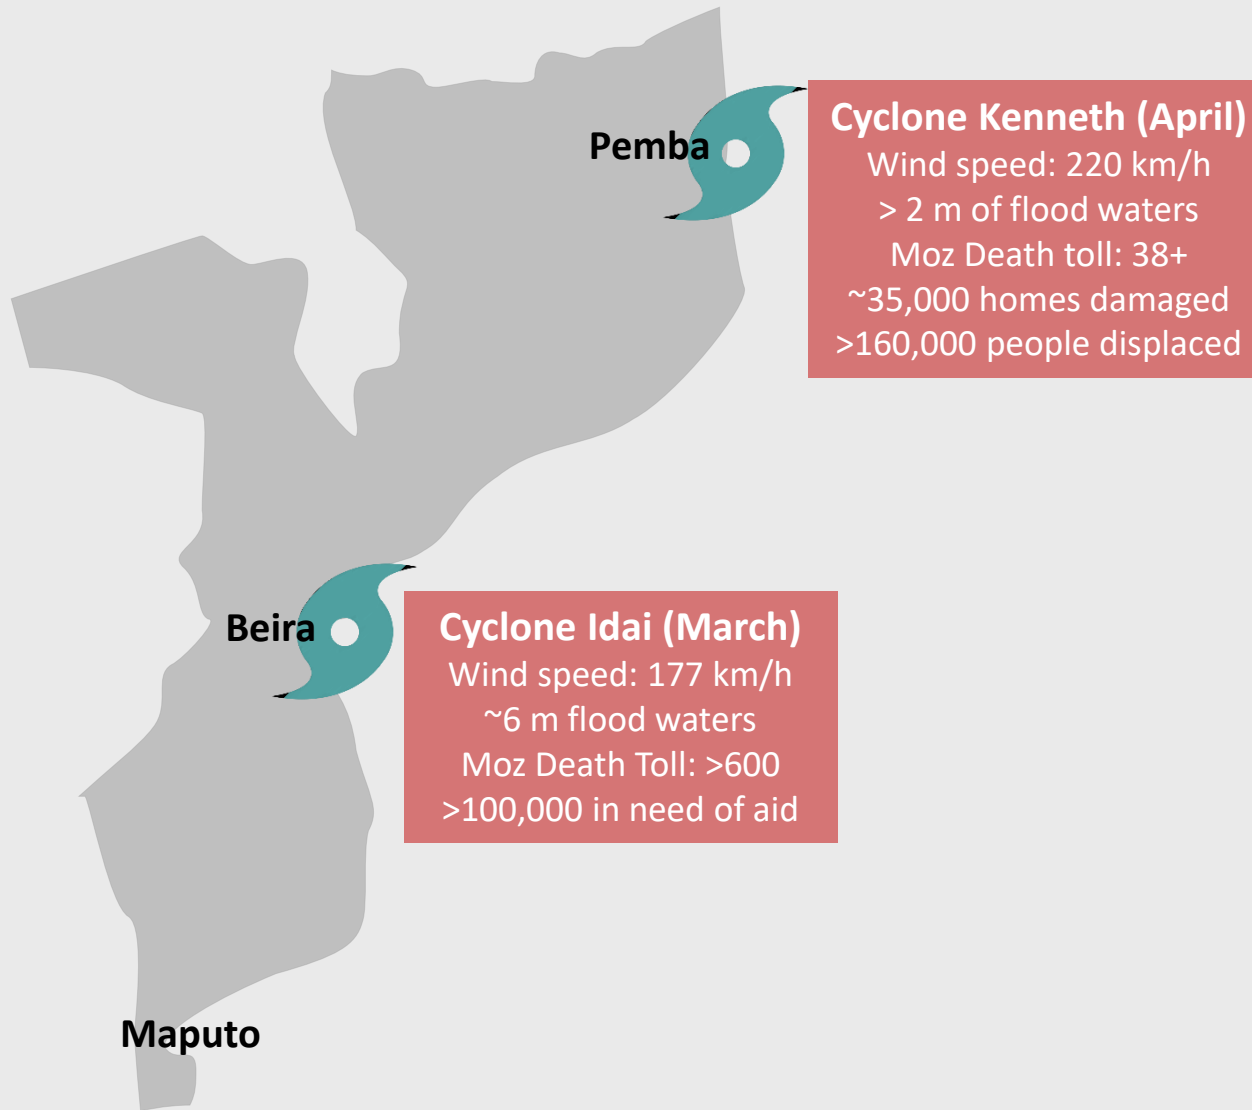 Pemba
Cyclone Kenneth (April)
Wind speed: 220 km/h
> 2 m of flood waters
Moz Death toll: 38+
~35,000 homes damaged
>160,000 people displaced
Beira
Cyclone Idai (March)
Wind speed: 177 km/h
~6 m flood waters
Moz Death Toll: >600
>100,000 in need of aid
Maputo